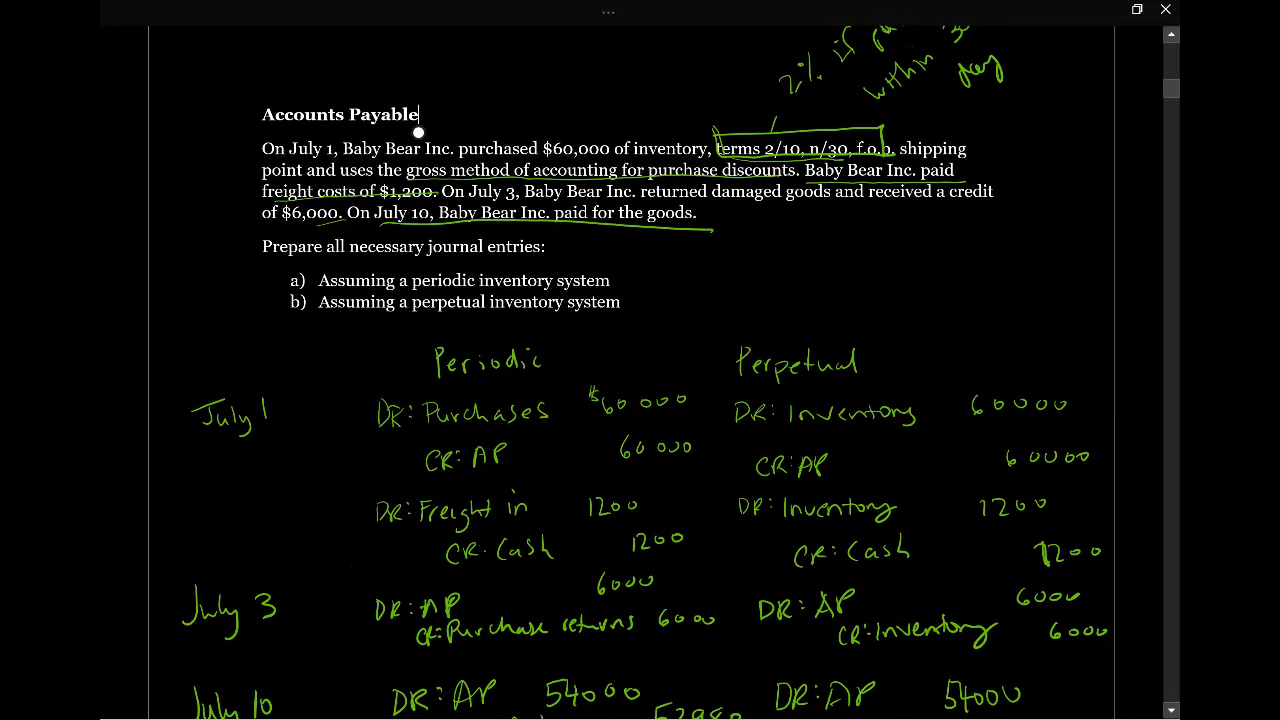 2% if
within
pay
Accounts Payable
On July 1, Baby Bear Inc. purchased $60,000 of inventory, terms 2/10, n/30, f.o.b. shipping
point and uses the gross method of accounting for purchase discounts. Baby Bear Inc. paid
freight costs of $1,200. On July 3, Baby Bear Inc. returned damaged goods and received a credit
of $6,000. On July 10, Baby Bear Inc. paid for the goods.
Prepare all necessary journal entries:
a) Assuming a periodic inventory system
b) Assuming a perpetual inventory system
Periodic Perpetual
July 1 DR: Purchases $60 000 DR: Inventory 60000
CR: AP 60 000 CR: AP 60000
DR: Freight in 1200 DR: Inventory 1200
CR: Cash 1200 CR: Cash 1200
July 3 DR: AP 6000 DR: AP 6000
CR: Purchase returns 6000 CR: Inventory 6000
July 10 DR: AP 54000 DR: AP 54000